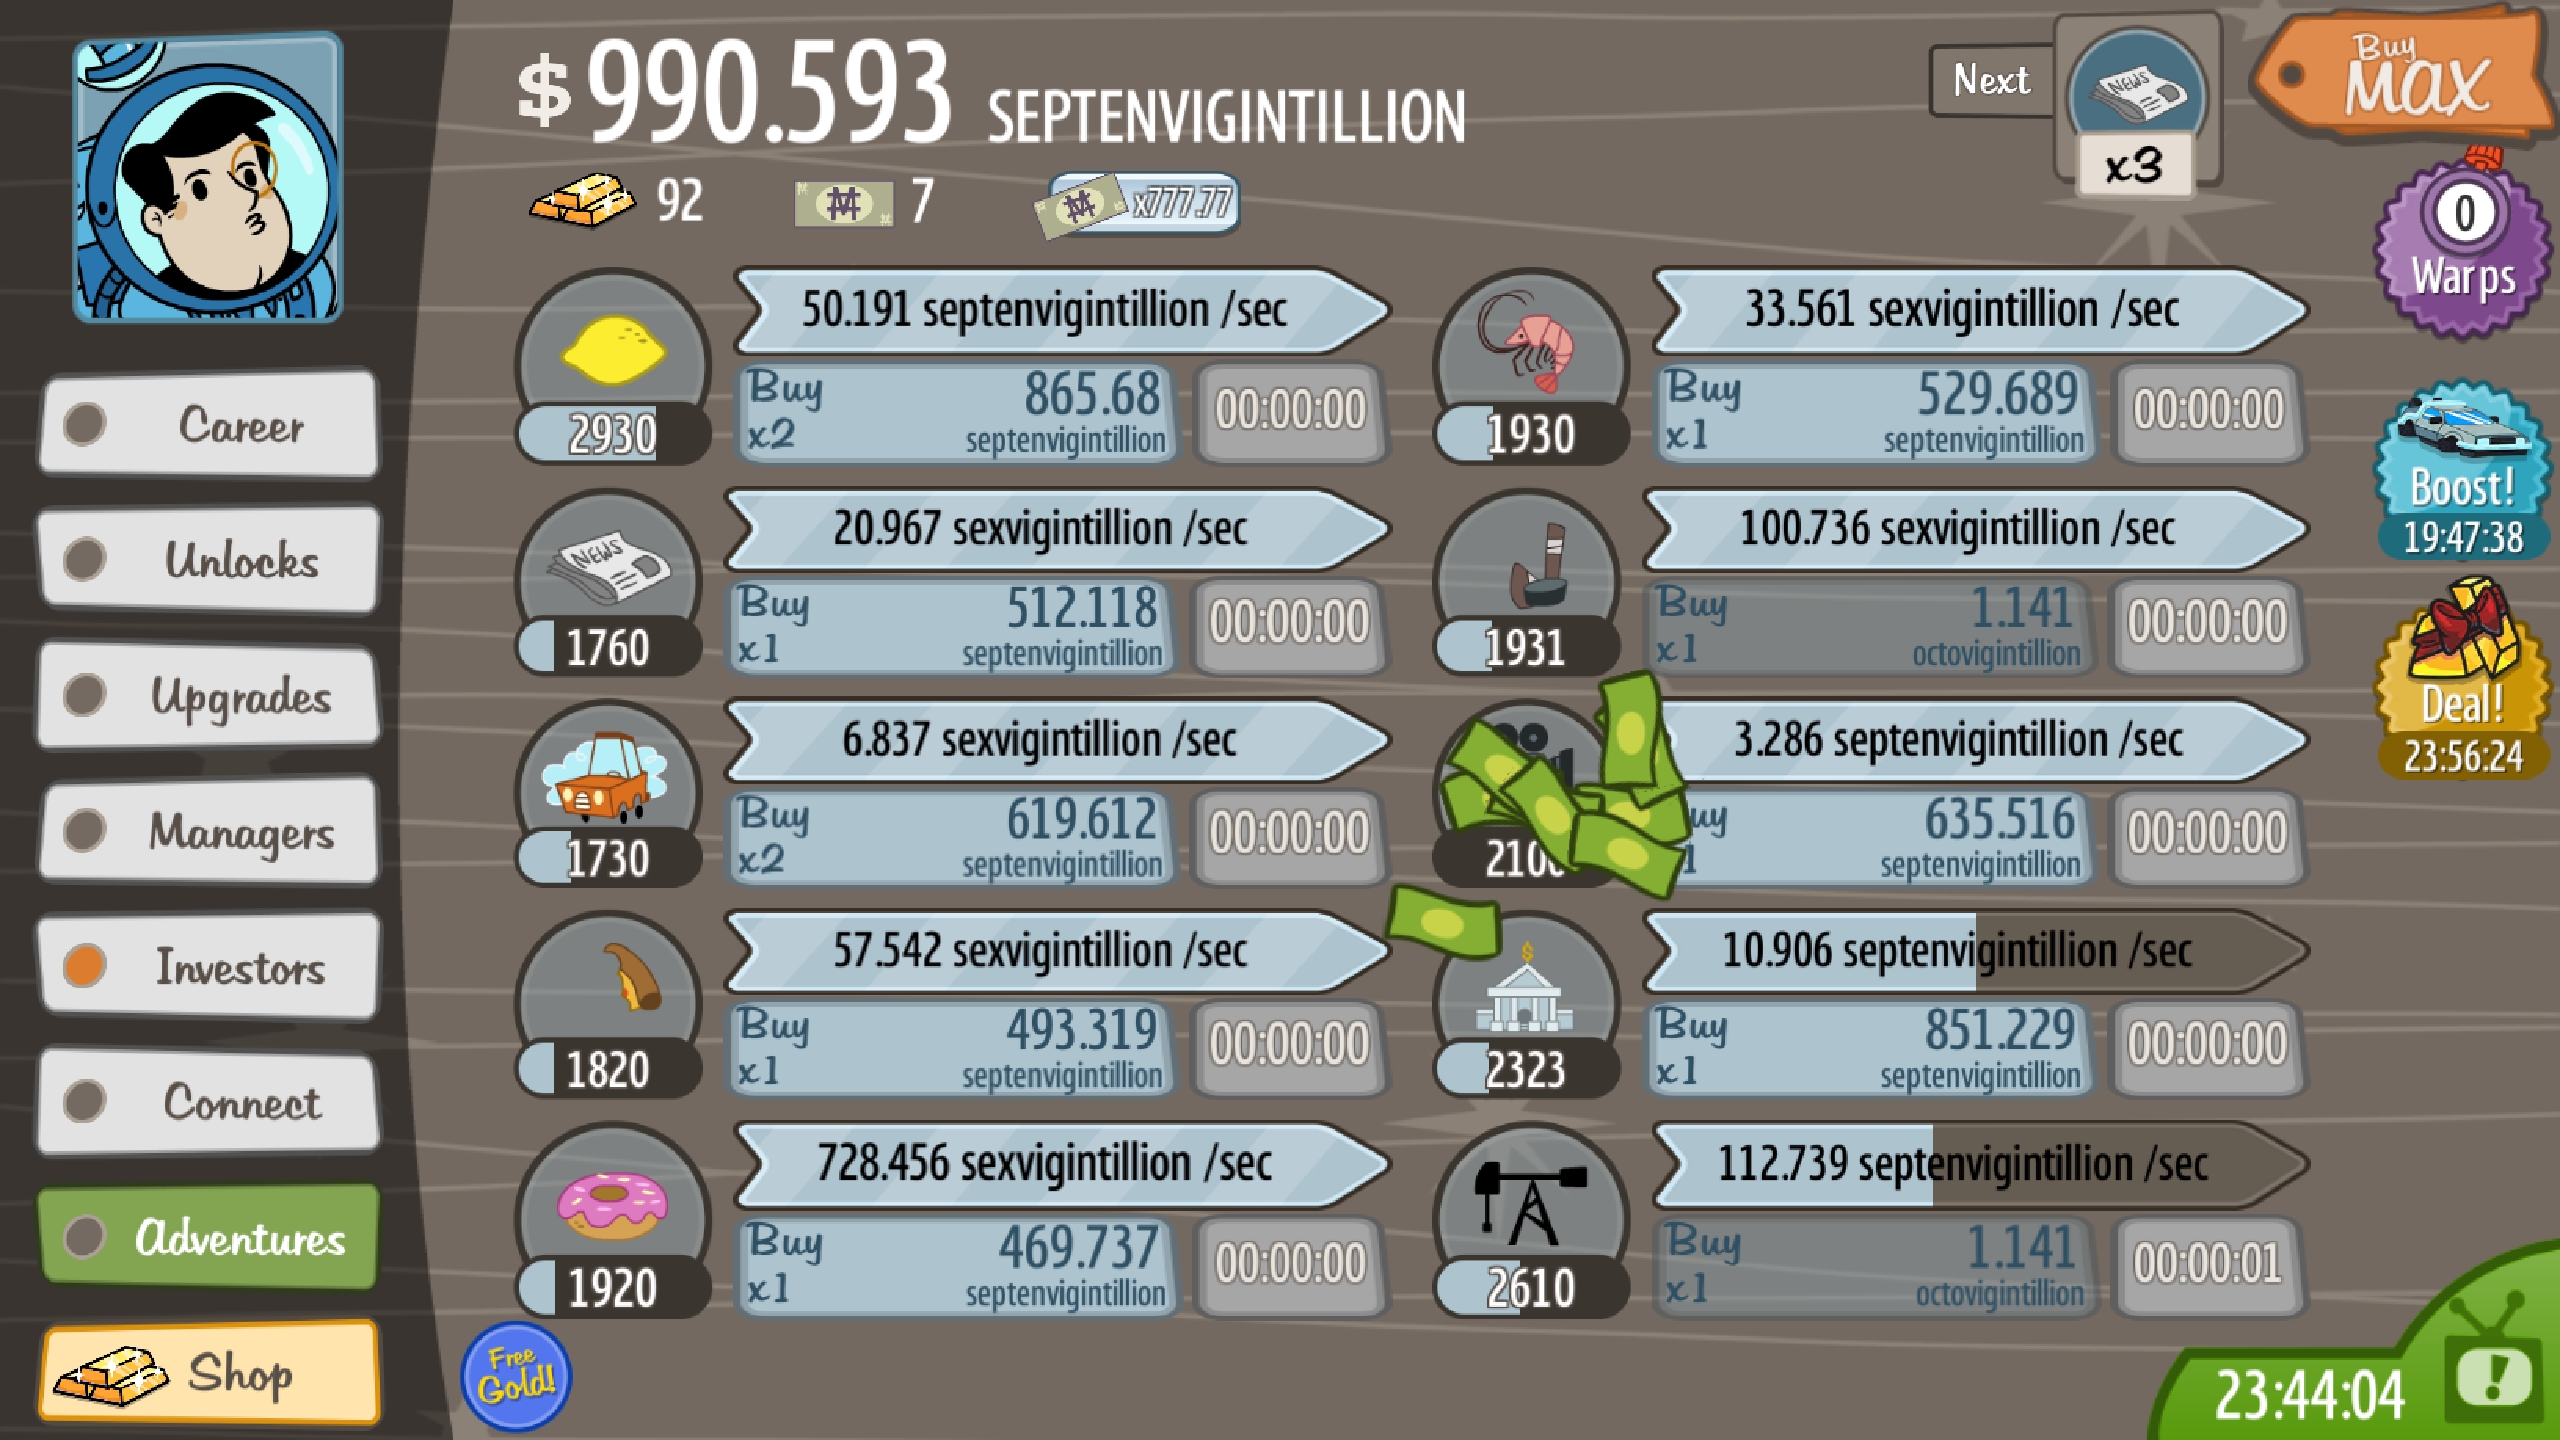 $990.593 SEPTENVIGINTILLION
92
7
x777.77
Next
NEWS
x3
Buy
MAX
0
Warps
Boost!
19:47:38
Deal!
23:56:24
Career
Unlocks
Upgrades
Managers
Investors
Connect
Adventures
Shop
50.191 septenvigintillion /sec
2930
Buy
x2
865.68
septenvigintillion
00:00:00
33.561 sexvigintillion /sec
1930
Buy
x1
529.689
septenvigintillion
00:00:00
NEWS
20.967 sexvigintillion /sec
1760
Buy
x1
512.118
septenvigintillion
00:00:00
100.736 sexvigintillion /sec
1931
Buy
x1
1.141
octovigintillion
00:00:00
6.837 sexvigintillion /sec
1730
Buy
x2
619.612
septenvigintillion
00:00:00
3.286 septenvigintillion /sec
635.516
septenvigintillion
00:00:00
57.542 sexvigintillion /sec
1820
Buy
x1
493.319
septenvigintillion
00:00:00
$
10.906 septenvigintillion /sec
2323
Buy
x1
851.229
septenvigintillion
00:00:00
728.456 sexvigintillion /sec
1920
Buy
x1
469.737
septenvigintillion
00:00:00
112.739 septenvigintillion /sec
2610
Buy
x1
1.141
octovigintillion
00:00:01
Free
Gold!
23:44:04
!